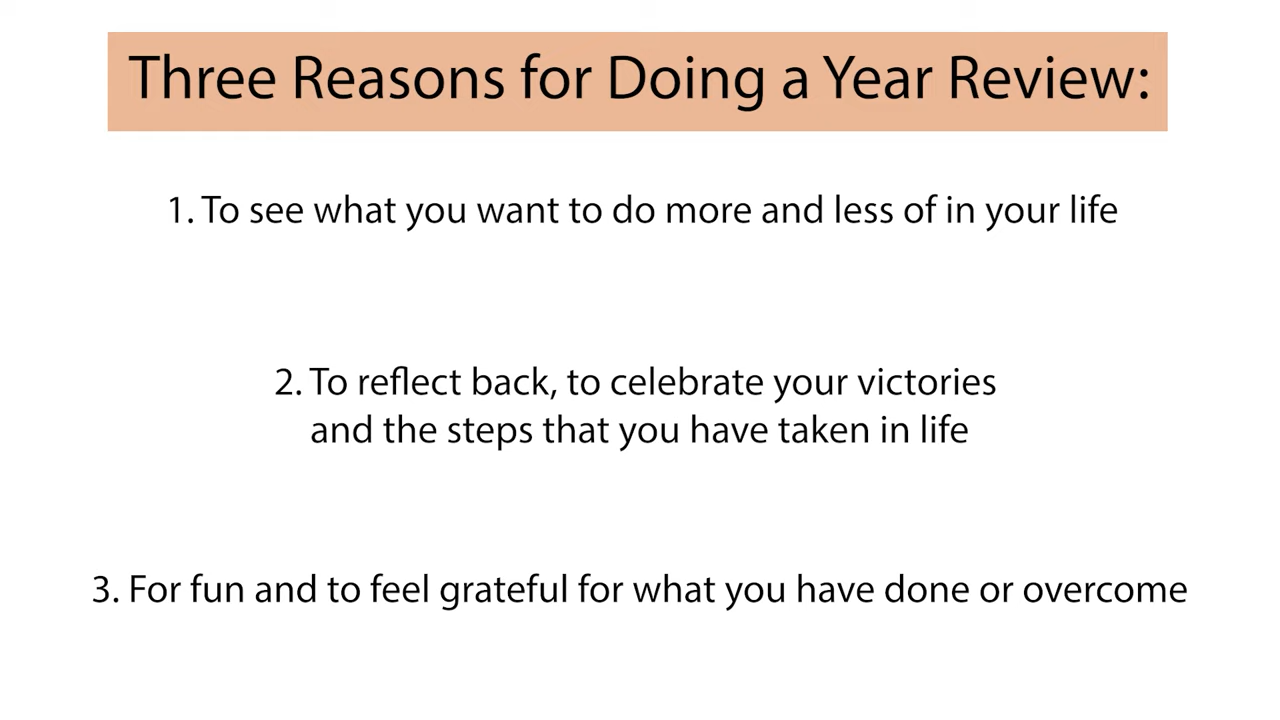 Three Reasons for Doing a Year Review:
1. To see what you want to do more and less of in your life
2. To reflect back, to celebrate your victories
and the steps that you have taken in life
3. For fun and to feel grateful for what you have done or overcome